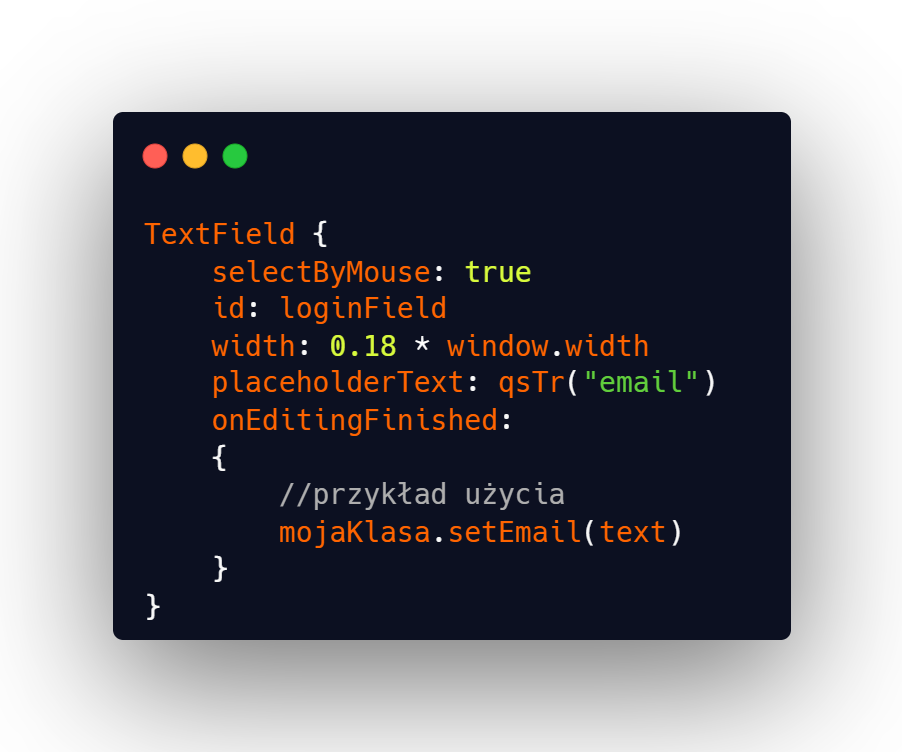 TextField {
    selectByMouse: true
    id: loginField
    width: 0.18 * window.width
    placeholderText: qsTr("email")
    onEditingFinished:
    {
        //przykład użycia
        mojaKlasa.setEmail(text)
    }
}